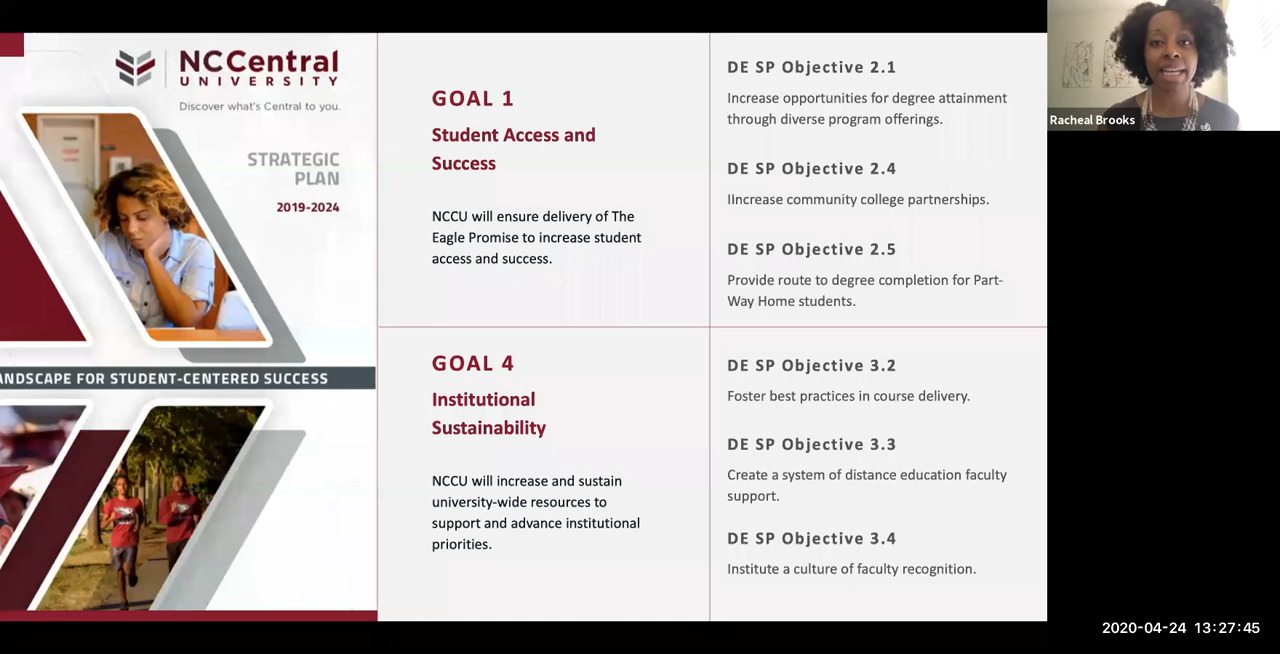 NCCentral
UNIVERSITY
Discover what's Central to you.
STRATEGIC
PLAN
2019-2024
FOR STUDENT-CENTERED SUCCESS
GOAL 1
Student Access and
Success
NCCU will ensure delivery of The
Eagle Promise to increase student
access and success.
DE SP Objective 2.1
Increase opportunities for degree attainment
through diverse program offerings.
DE SP Objective 2.4
IIncrease community college partnerships.
DE SP Objective 2.5
Provide route to degree completion for Part-
Way Home students.
GOAL 4
Institutional
Sustainability
NCCU will increase and sustain
university-wide resources to
support and advance institutional
priorities.
DE SP Objective 3.2
Foster best practices in course delivery.
DE SP Objective 3.3
Create a system of distance education faculty
support.
DE SP Objective 3.4
Institute a culture of faculty recognition.
Racheal Brooks
2020-04-24 13:27:45